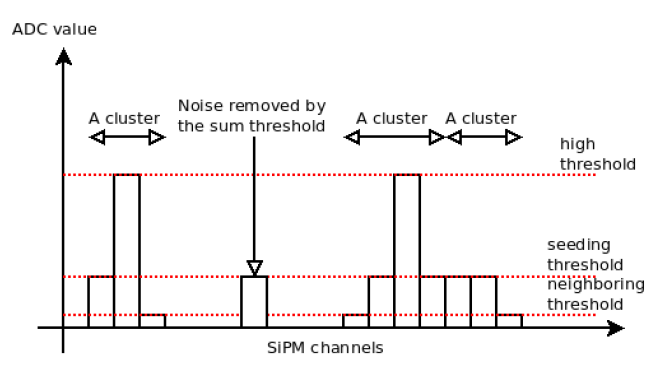 ADC value
Noise removed by
the sum threshold
A cluster
A cluster
A cluster
high
threshold
seeding
threshold
neighboring
threshold
SiPM channels